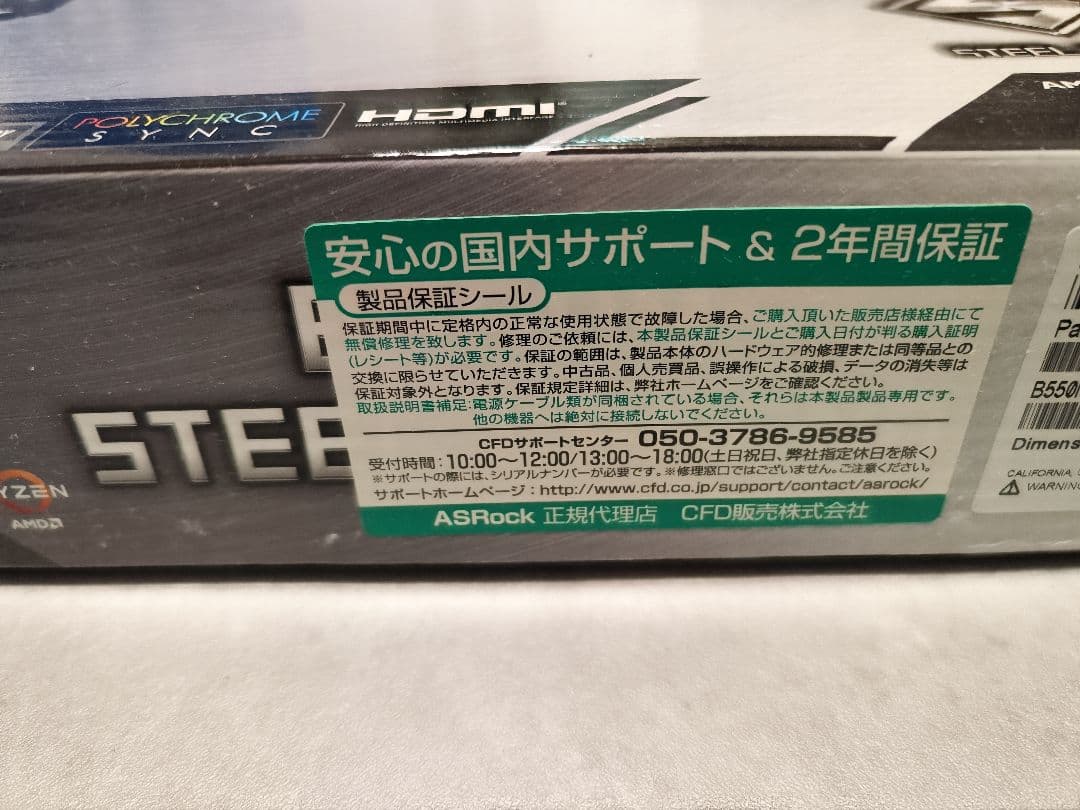 STEEL
AM
POLYCHROME
SYNC
HDMI
HIGH-DEFINITION MULTIMEDIA INTERFACE
安心の国内サポート & 2年間保証
製品保証シール
保証期間中に定格内の正常な使用状態で故障した場合、ご購入頂いた販売店様経由にて
無償修理を致します。修理のご依頼には、本製品保証シールとご購入日付が判る購入証明
(レシート等)が必要です。保証の範囲は、製品本体のハードウェア的修理または同等品との
交換に限らせていただきます。中古品、個人売買品、誤操作による破損、データの消失等は
保証対象外となります。保証規定詳細は、弊社ホームページをご確認ください。
取扱説明書補足:電源ケーブル類が同梱されている場合、それらは本製品製品専用です。
他の機器へは絶対に接続しないでください。
CFDサポートセンター 050-3786-9585
受付時間:10:00〜12:00/13:00〜18:00(土日祝日、弊社指定休日を除く)
※サポートの際には、シリアルナンバーが必要です。※修理窓口ではございません。ご注意ください。
サポートホームページ:http://www.cfd.co.jp/support/contact/asrock/
ASRock 正規代理店 CFD販売株式会社
STEE
YZEN
AMD
Pa
B550
Dimens
CALIFORNIA,
WARNING